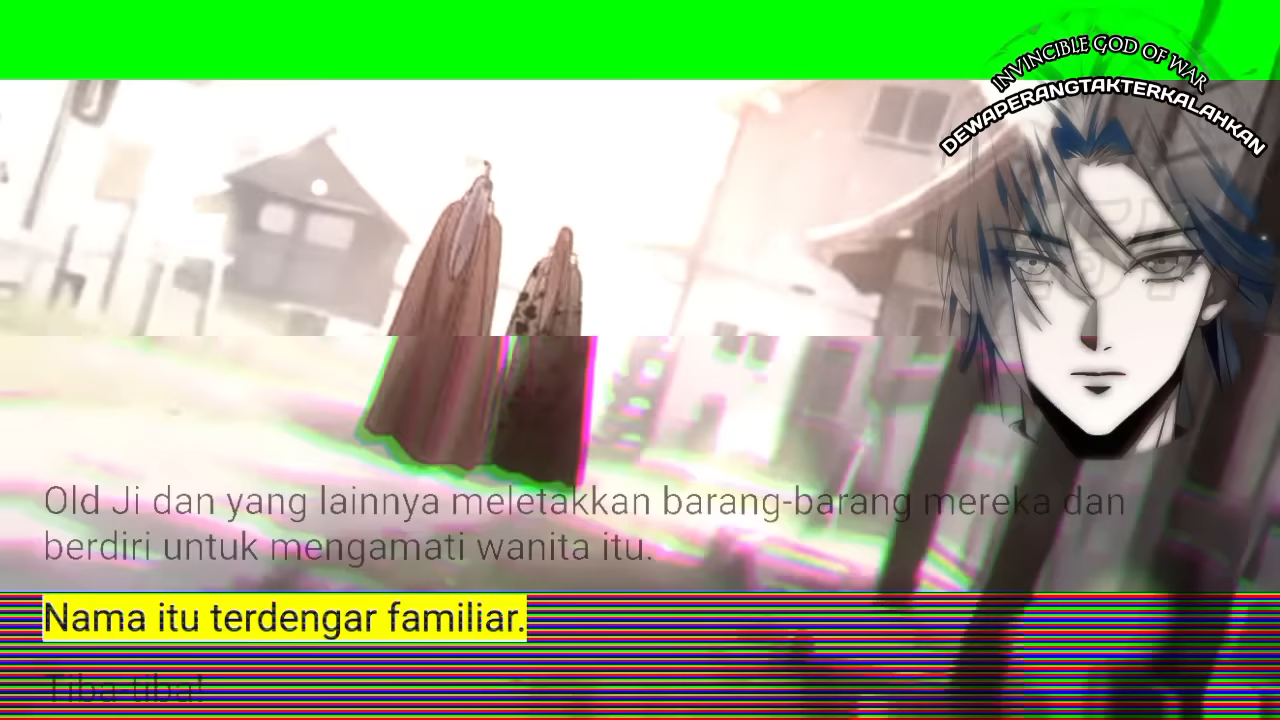 INVINCIBLE GOD OF WAR
DEWAPERANGTAKTERKALAHKAN
Old Ji dan yang lainnya meletakkan barang-barang mereka dan
berdiri untuk mengamati wanita itu.
Nama itu terdengar familiar.
Tiba-tiba!